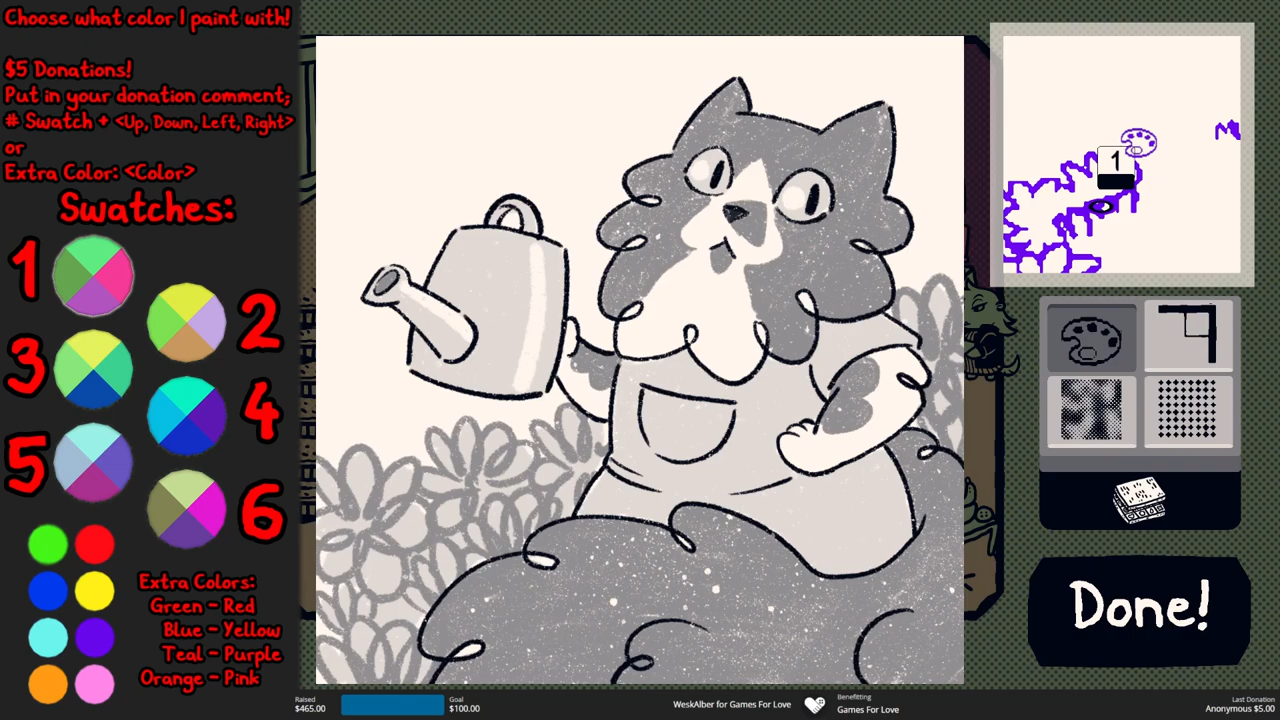 Choose what color I paint with!
$5 Donations!
Put in your donation comment;
# Swatch + <Up, Down, Left, Right>
or
Extra Color: <Color>
Swatches:
1
2
3
4
5
6
Extra Colors:
Green - Red
Blue - Yellow
Teal - Purple
Orange - Pink
1
Done!
Raised
$465.00
Goal
$100.00
WeskAlber for Games For Love
Benefitting
Games For Love
Last Donation
Anonymous $5.00